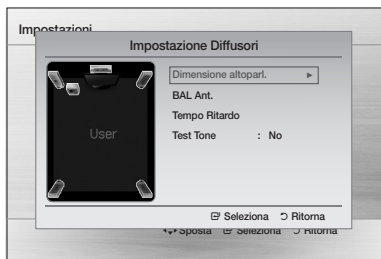 Impostazioni
Impostazione Diffusori
Dimensione altoparl. ►
BAL Ant.
Tempo Ritardo
Test Tone : No
User
Seleziona Ritorna
Sposta Seleziona Ritorna